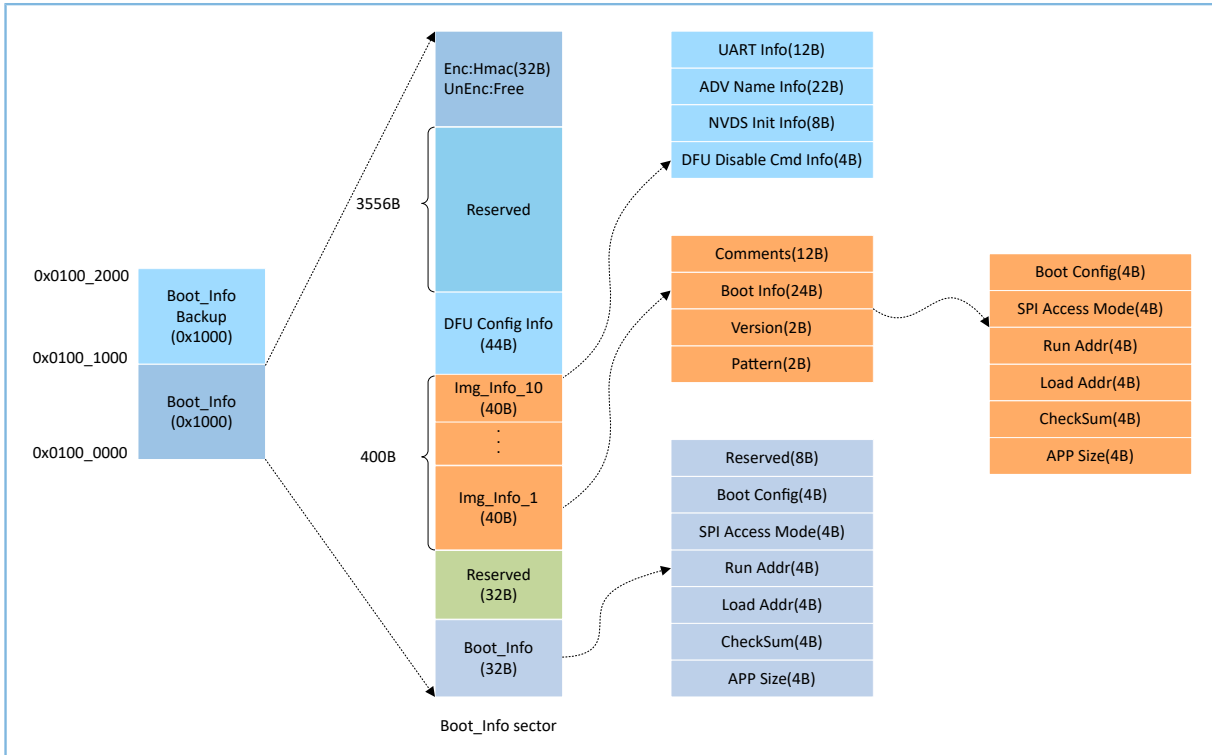 0x0100_2000
Boot_Info
Backup
(0x1000)
0x0100_1000
Boot_Info
(0x1000)
0x0100_0000
Enc:Hmac(32B)
UnEnc:Free
3556B
Reserved
DFU Config Info
(44B)
400B
Img_Info_10
(40B)
.
.
.
Img_Info_1
(40B)
Reserved
(32B)
Boot_Info
(32B)
Boot_Info sector
UART Info(12B)
ADV Name Info(22B)
NVDS Init Info(8B)
DFU Disable Cmd Info(4B)
Comments(12B)
Boot Info(24B)
Version(2B)
Pattern(2B)
Reserved(8B)
Boot Config(4B)
SPI Access Mode(4B)
Run Addr(4B)
Load Addr(4B)
CheckSum(4B)
APP Size(4B)
Boot Config(4B)
SPI Access Mode(4B)
Run Addr(4B)
Load Addr(4B)
CheckSum(4B)
APP Size(4B)